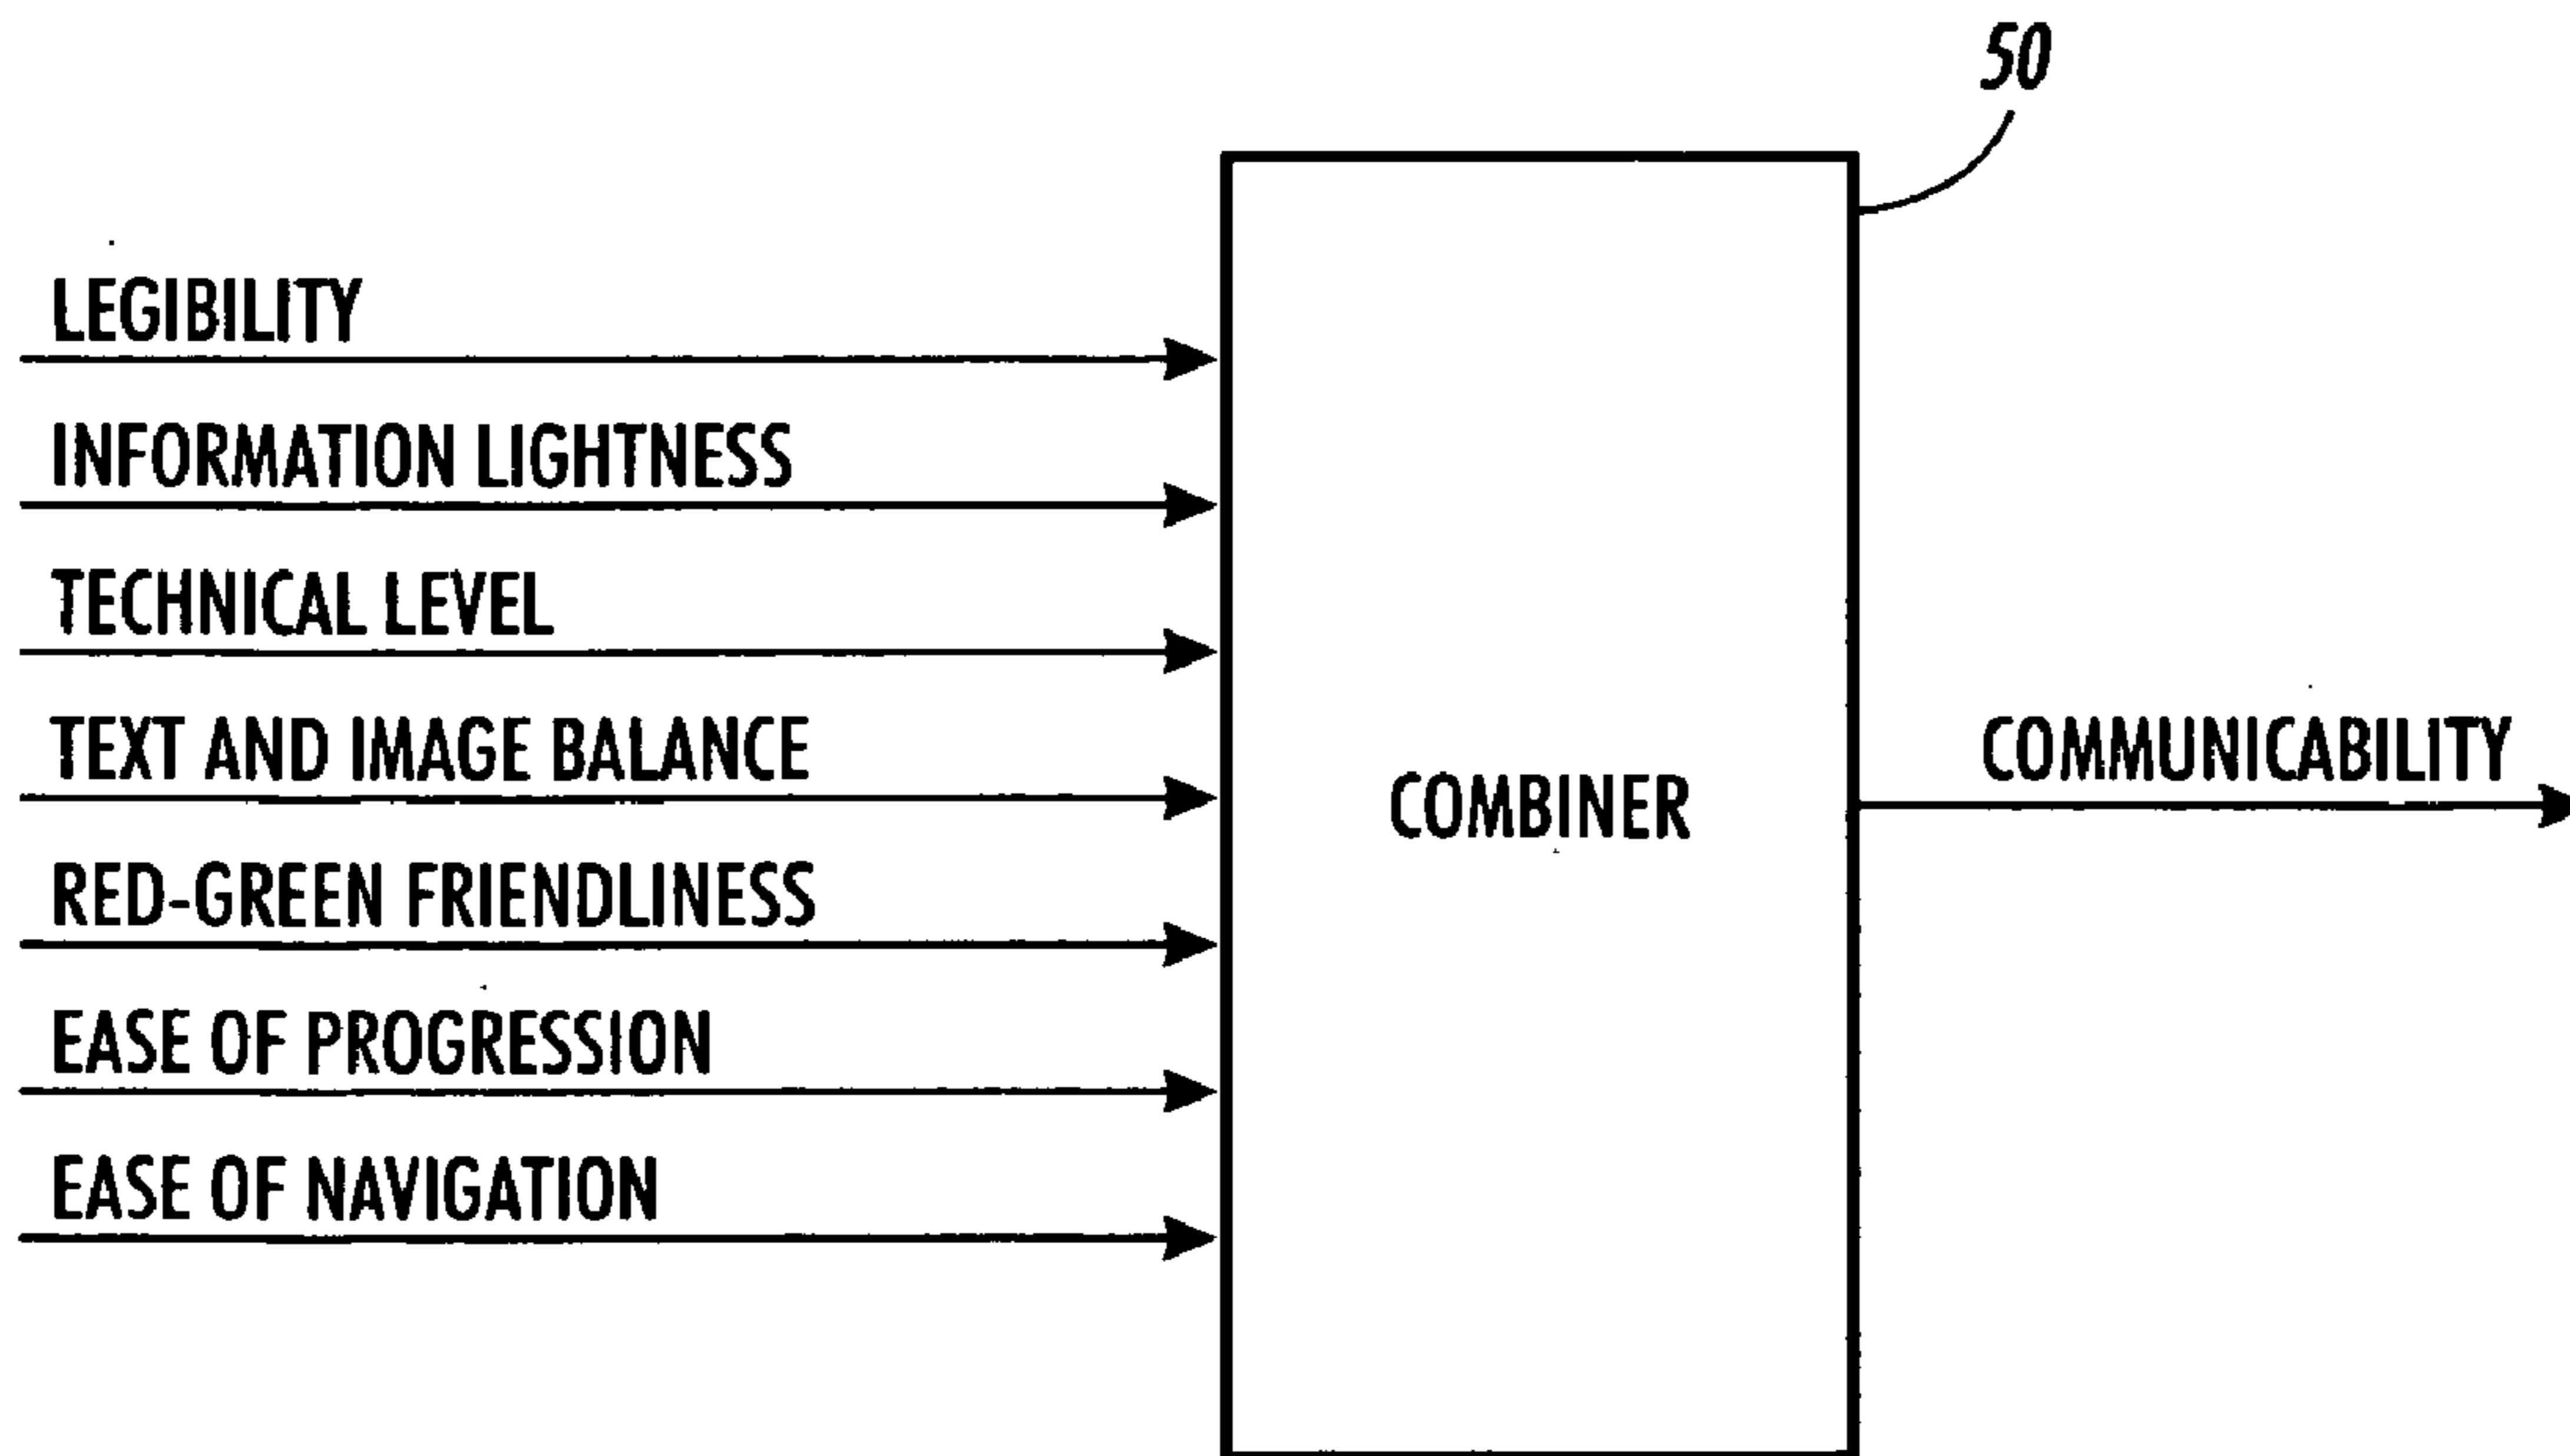 50
LEGIBILITY
INFORMATION LIGHTNESS
TECHNICAL LEVEL
TEXT AND IMAGE BALANCE
RED-GREEN FRIENDLINESS
EASE OF PROGRESSION
EASE OF NAVIGATION
COMBINER
COMMUNICABILITY